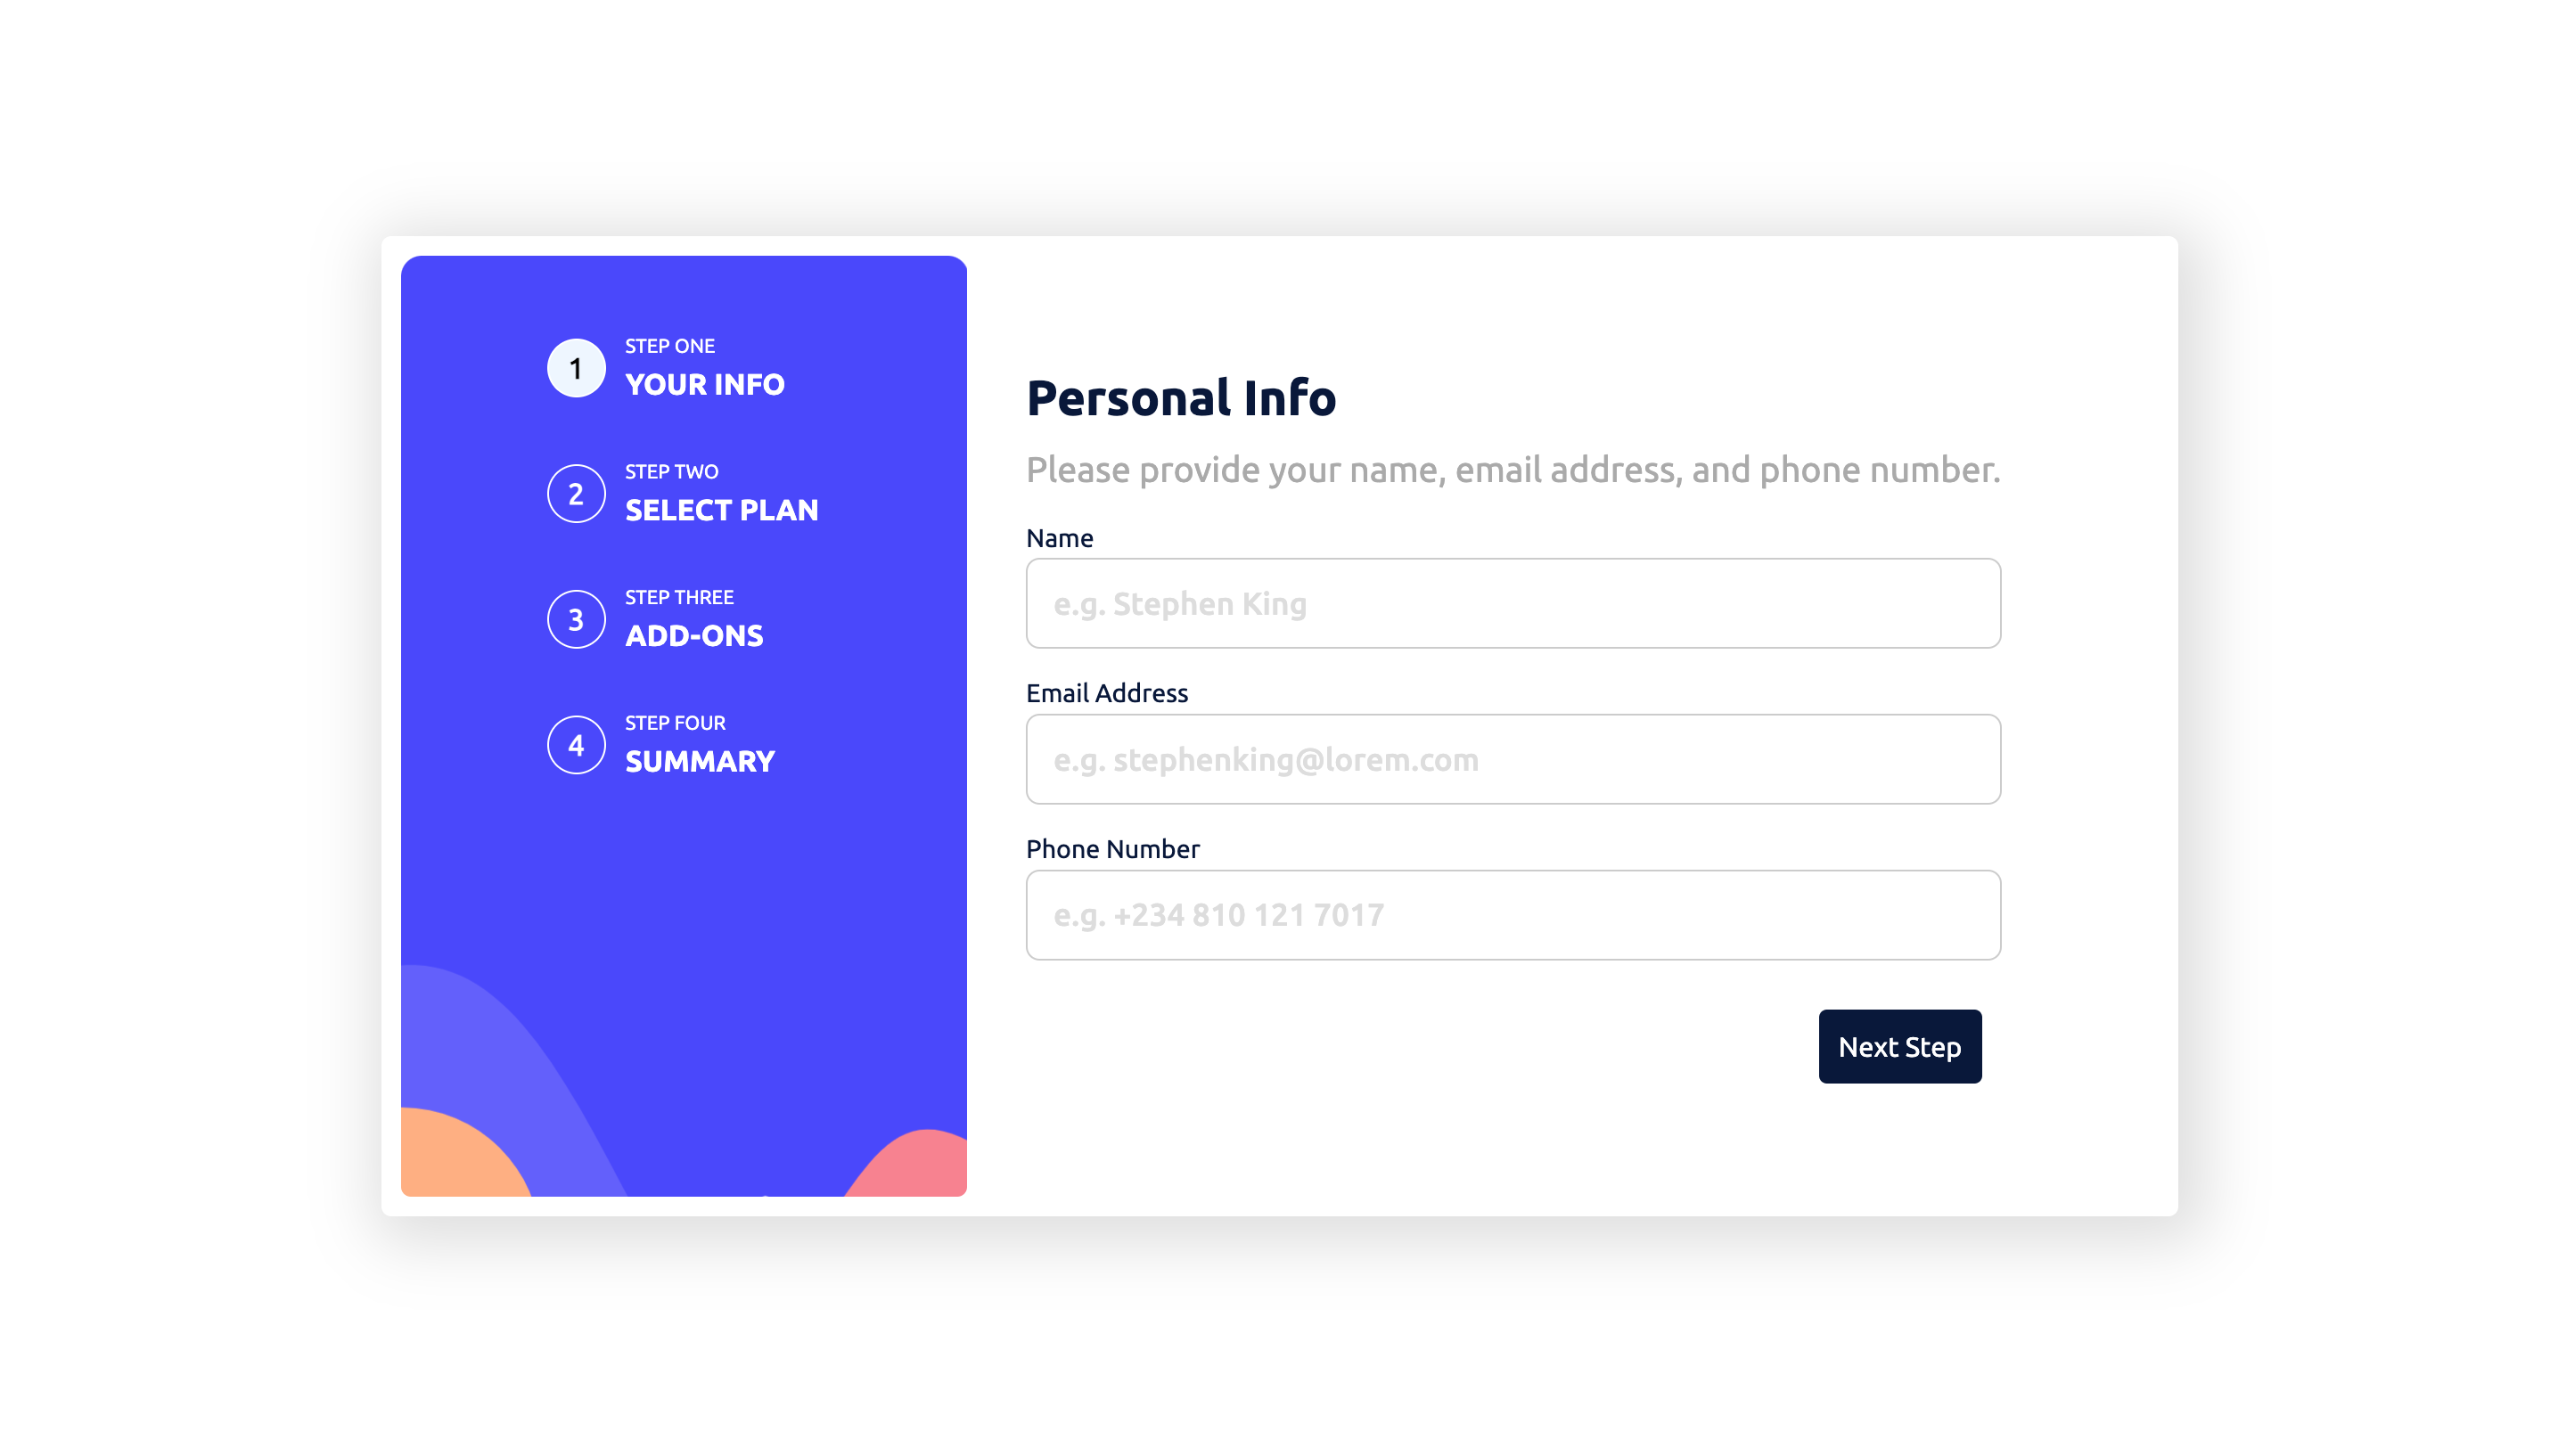 1
STEP ONE
YOUR INFO
2
STEP TWO
SELECT PLAN
3
STEP THREE
ADD-ONS
4
STEP FOUR
SUMMARY
Personal Info
Please provide your name, email address, and phone number.
Name
e.g. Stephen King
Email Address
e.g. stephenking@lorem.com
Phone Number
e.g. +234 810 121 7017
Next Step